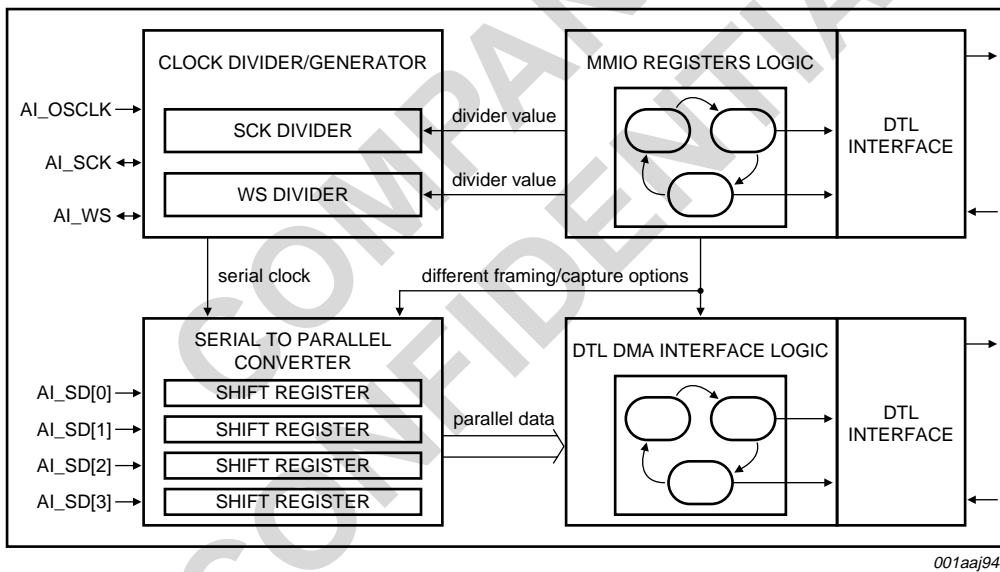 COMPANY
CONFIDENTIAL
CLOCK DIVIDER/GENERATOR
MMIO REGISTERS LOGIC
AI_OSCLK
SCK DIVIDER
divider value
DTL
INTERFACE
AI_SCK
WS DIVIDER
divider value
AI_WS
serial clock
different framing/capture options
SERIAL TO PARALLEL
CONVERTER
DTL DMA INTERFACE LOGIC
AI_SD[0]
SHIFT REGISTER
AI_SD[1]
SHIFT REGISTER
parallel data
DTL
INTERFACE
AI_SD[2]
SHIFT REGISTER
AI_SD[3]
SHIFT REGISTER
001aaj94